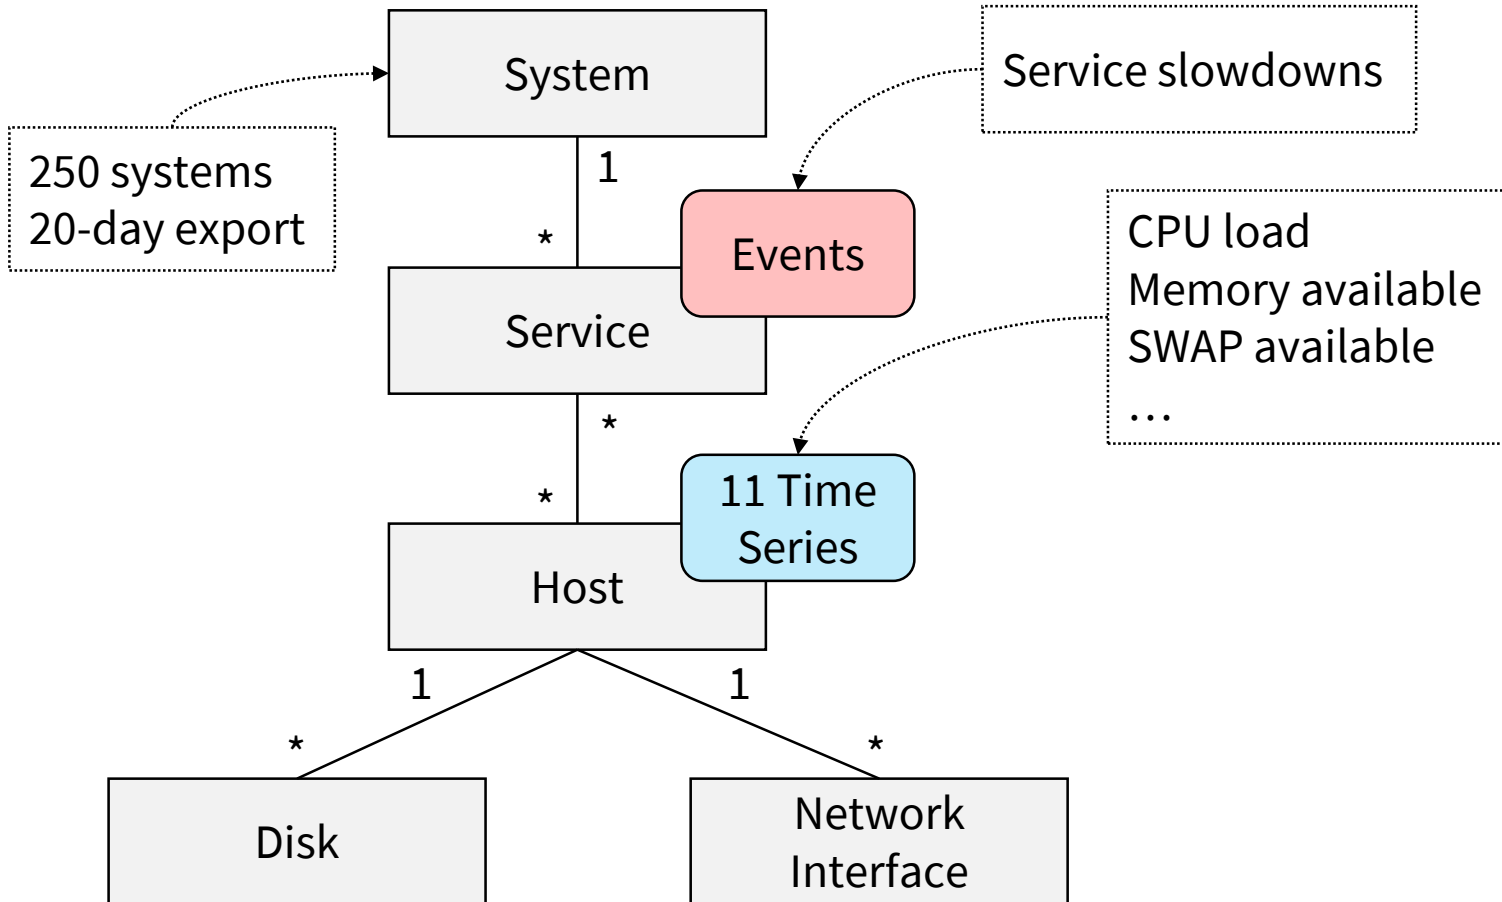 System
Service slowdowns
250 systems
20-day export
1
*
Events
CPU load
Memory available
SWAP available
…
Service
*
*
11 Time
Series
Host
1
1
*
*
Disk
Network
Interface